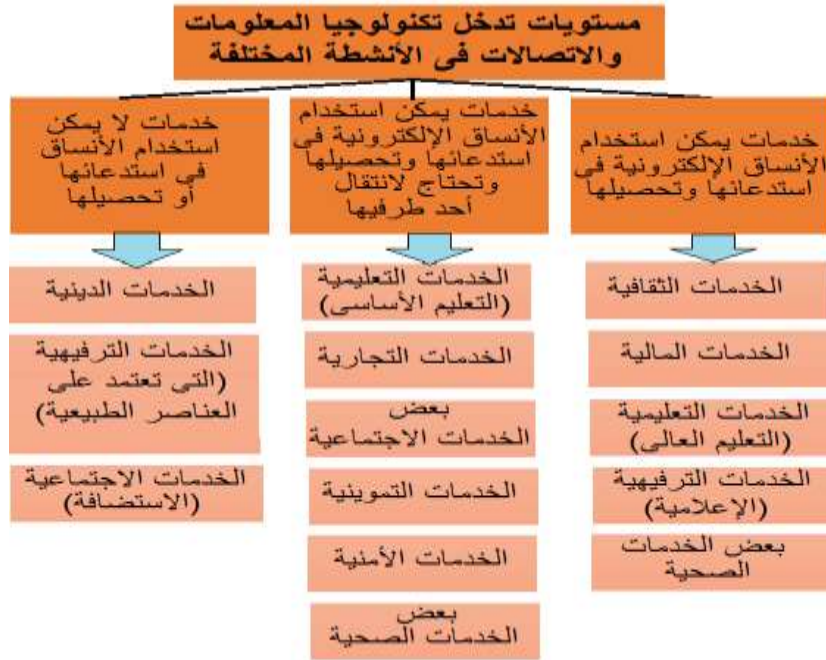 مستويات تدخل تكنولوجيا المعلومات
والاتصالات فى الأنشطة المختلفة
خدمات يمكن استخدام
الأنساق الإلكترونية فى
استدعائها وتحصيلها
خدمات يمكن استخدام
الأنساق الإلكترونية فى
استدعائها وتحصيلها
وتحتاج لانتقال
أحد طرفيها
خدمات لا يمكن
استخدام الأنساق
فى استدعائها
أو تحصيلها
الخدمات الثقافية
الخدمات المالية
الخدمات التعليمية
(التعليم العالى)
الخدمات الترفيهية
(الإعلامية)
بعض الخدمات
الصحية
الخدمات التعليمية
(التعليم الأساسى)
الخدمات التجارية
بعض
الخدمات الاجتماعية
الخدمات التموينية
الخدمات الأمنية
بعض
الخدمات الصحية
الخدمات الدينية
الخدمات الترفيهية
(التى تعتمد على
العناصر الطبيعية)
الخدمات الاجتماعية
(الاستضافة)